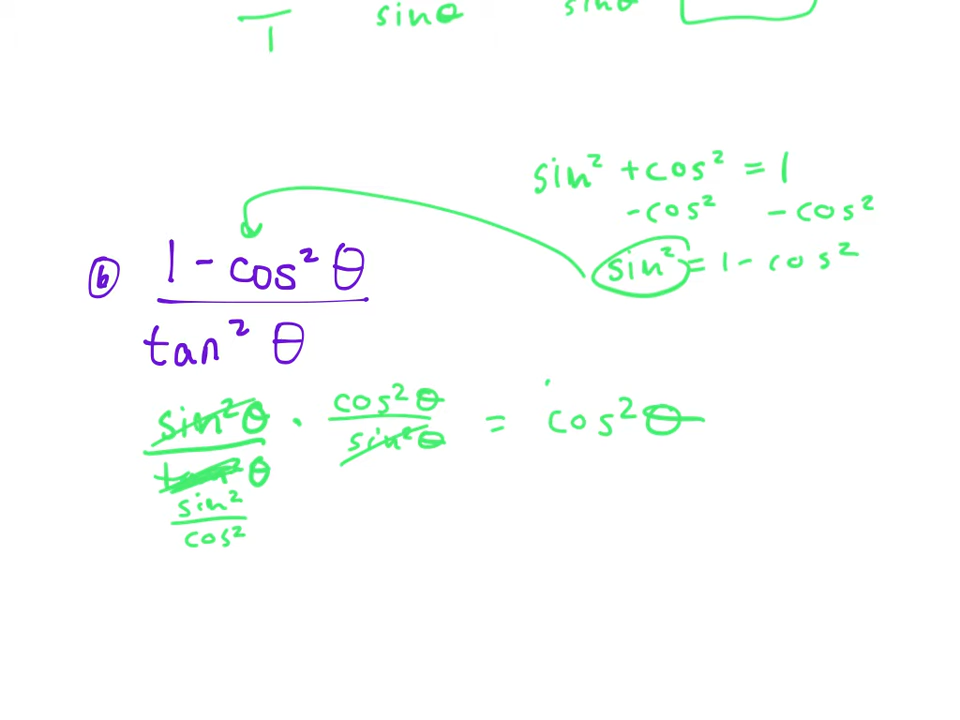 1 sinθ sinθ
sin² + cos² = 1
-cos² -cos²
sin² = 1 - cos²
ⓑ 1 - cos² θ
tan² θ
sin²θ · cos²θ = cos²θ
tan²θ sin²θ
sin²
cos²